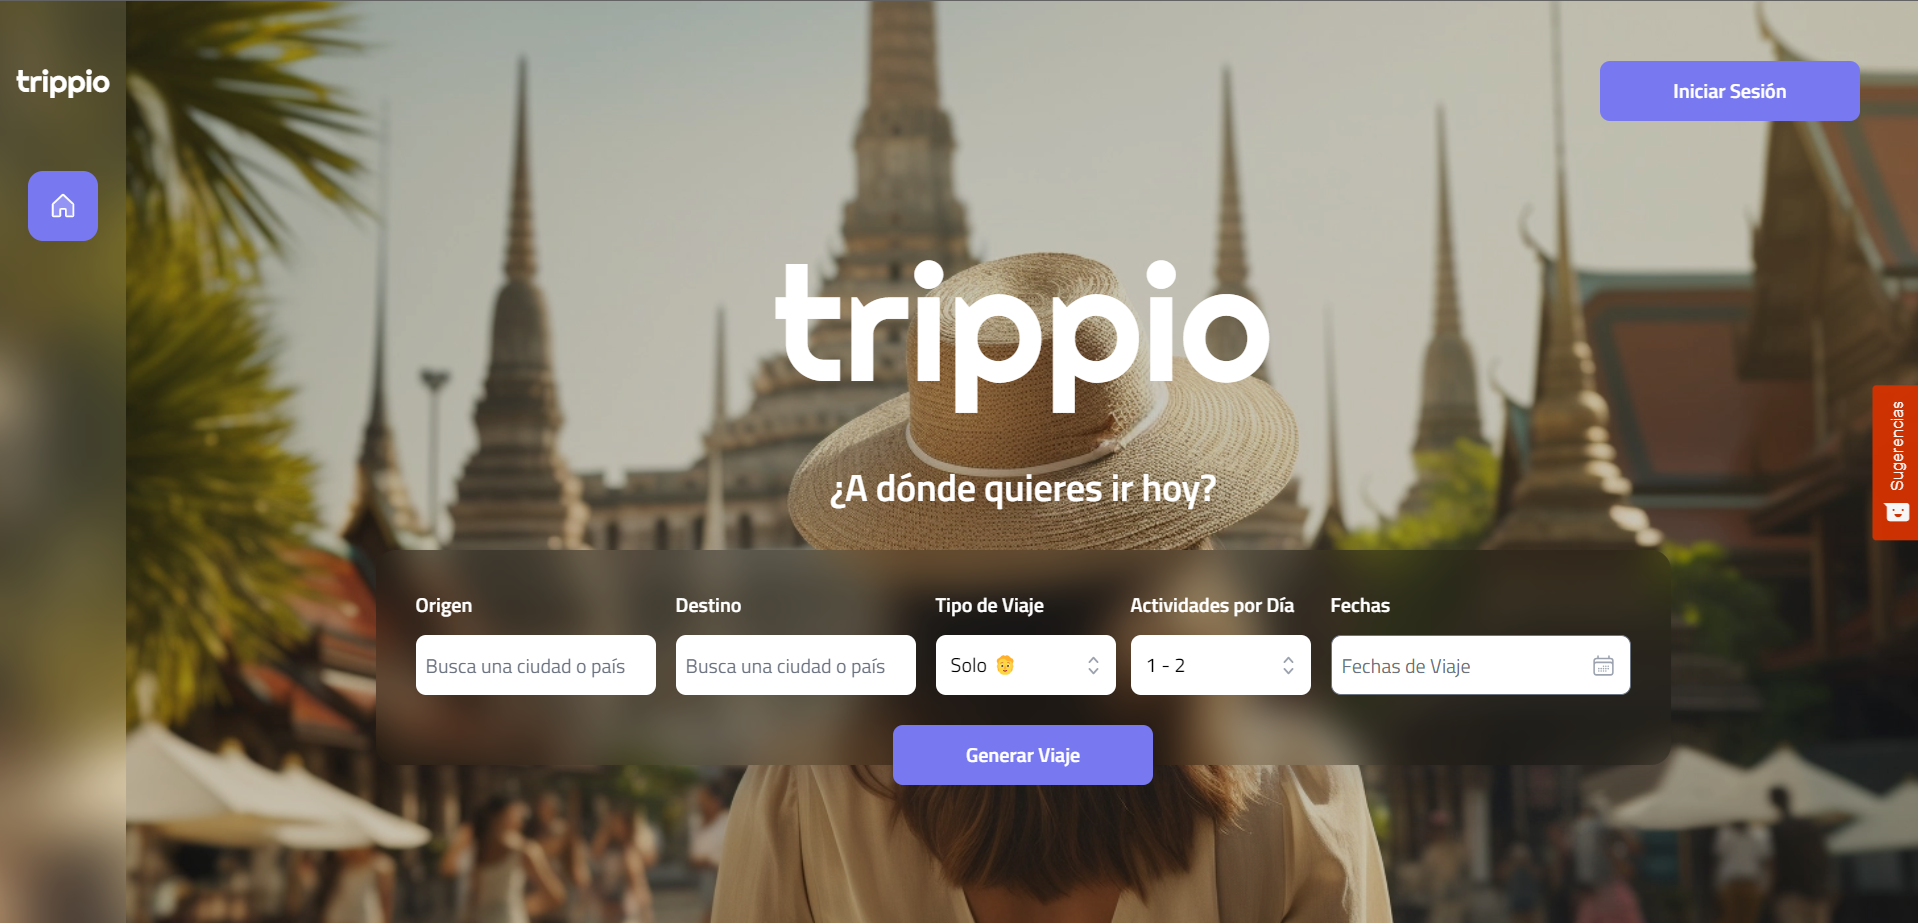 trippio
Iniciar Sesión
trippio
¿A dónde quieres ir hoy?
Sugerencias
Origen
Destino
Tipo de Viaje
Actividades por Día
Fechas
Busca una ciudad o país
Busca una ciudad o país
Solo
1 - 2
Fechas de Viaje
Generar Viaje